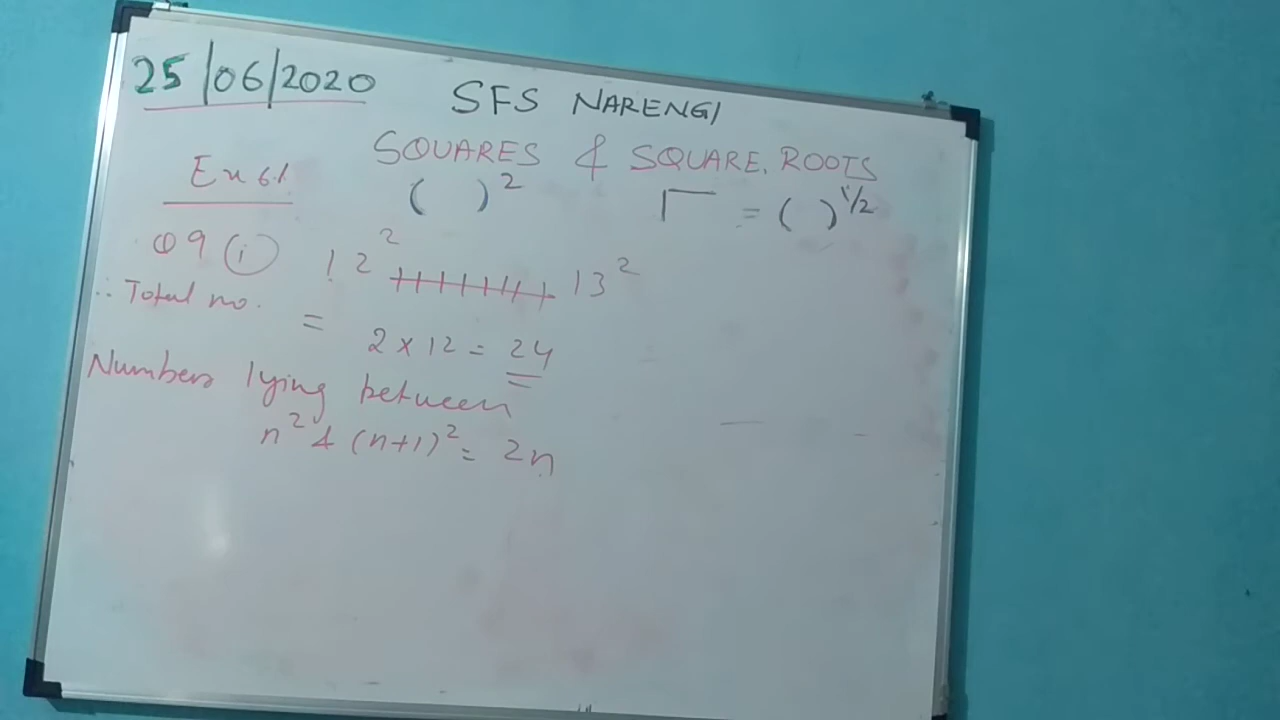 25/06/2020
SFS NARENGI
SQUARES & SQUARE ROOTS
Ex 6.1
( )² √ = ( )^1/2
Q9 (i) 12² 13²
∴ Total no.
= 2 × 12 = 24
Numbers lying between
n² & (n+1)² = 2n